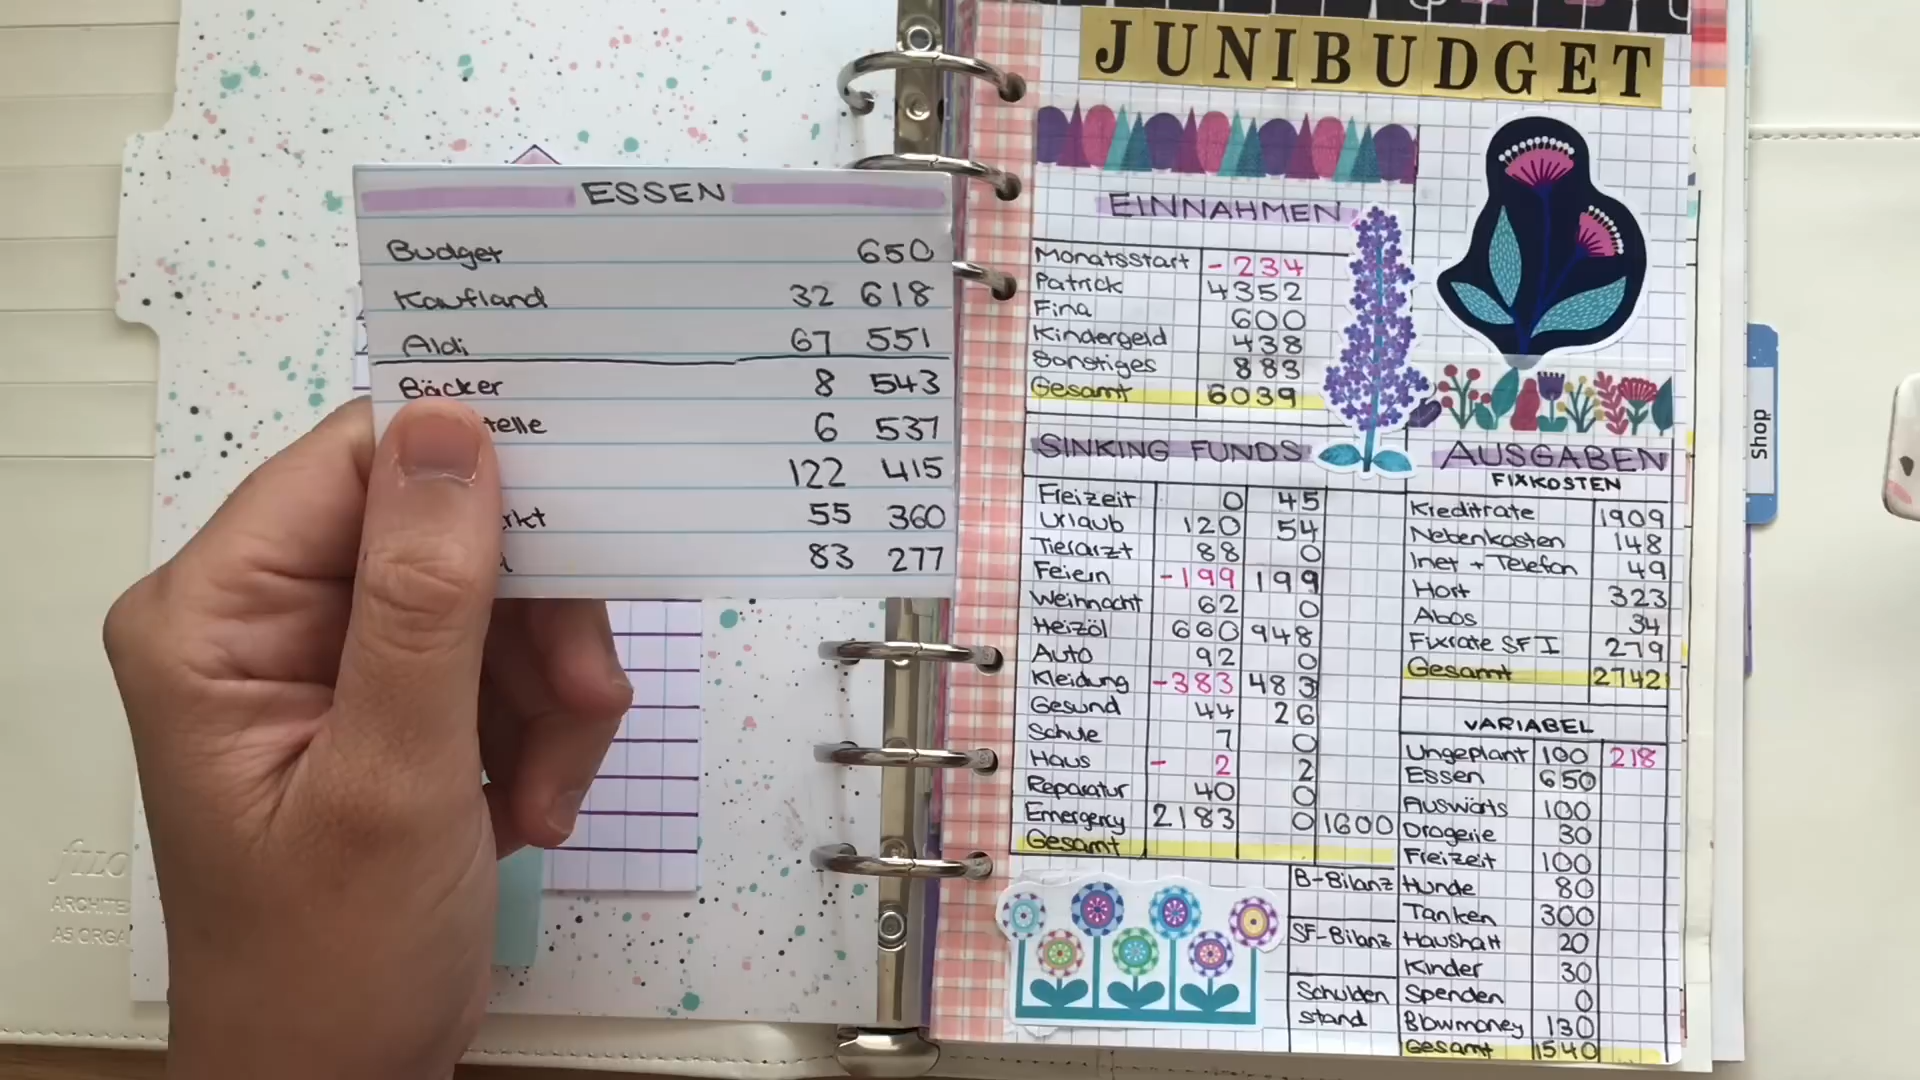 ESSEN
Budget 650
Kaufland 32 618
Aldi 67 551
Bäcker 8 543
telle 6 537
122 415
rkt 55 360
83 277
JUNIBUDGET
EINNAHMEN
Monatsstart -234
Patrick 4352
Fina 600
Kindergeld 438
Sonstiges 883
Gesamt 6039
SINKING FUNDS
Freizeit 0 45
Urlaub 120 54
Tierarzt 88 0
Feiern -199 199
Weihnacht 62 0
Heizöl 660 948
Auto 92 0
Kleidung -383 483
Gesund 44 26
Schule 7 0
Haus - 2 2
Reparatur 40 0
Emergency 2183 0 1600
Gesamt
B-Bilanz
SF-Bilanz
Schulden
stand
AUSGABEN
FIXKOSTEN
Kreditrate 1909
Nebenkosten 148
Inet + Telefon 49
Hort 323
Abos 34
Fixrate SF I 279
Gesamt 2742
VARIABEL
Ungeplant 100 218
Essen 650
Auswärts 100
Drogerie 30
Freizeit 100
Hunde 80
Tanken 300
Haushalt 20
Kinder 30
Spenden 0
Blowmoney 130
Gesamt 1540
Shop
filo
ARCHITE
A5 ORGA